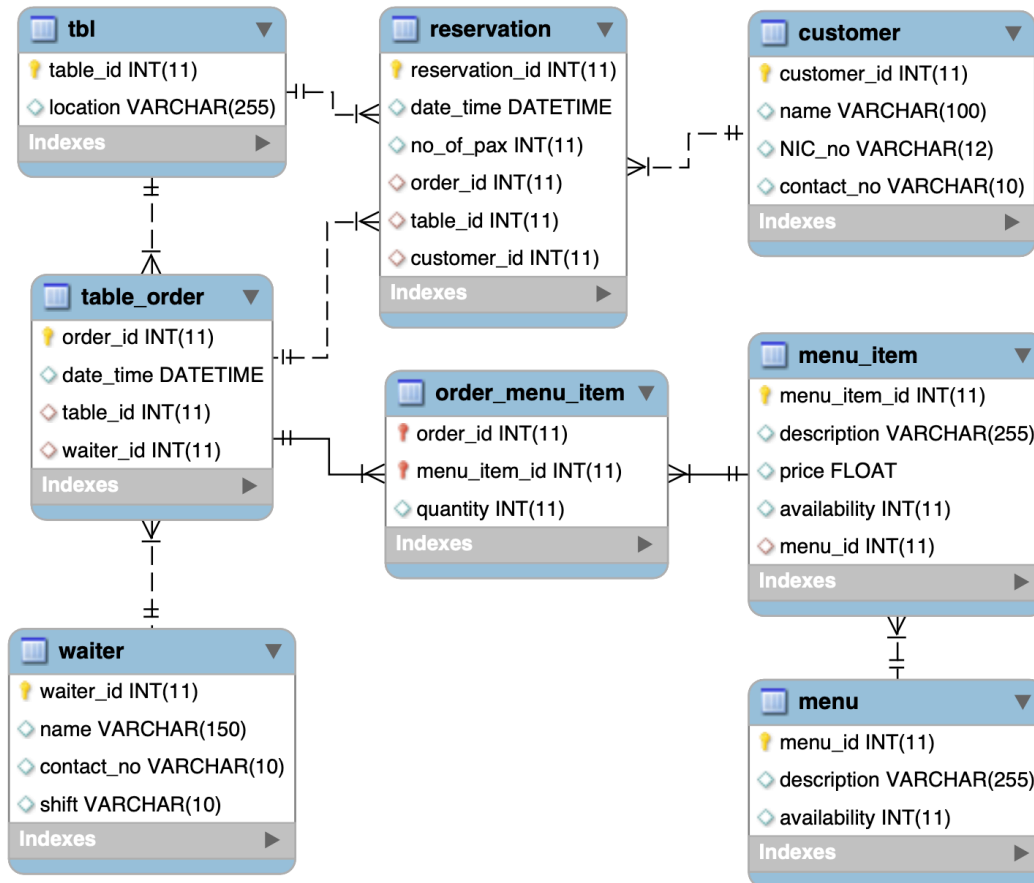 tbl
table_id INT(11)
location VARCHAR(255)
Indexes
reservation
reservation_id INT(11)
date_time DATETIME
no_of_pax INT(11)
order_id INT(11)
table_id INT(11)
customer_id INT(11)
Indexes
customer
customer_id INT(11)
name VARCHAR(100)
NIC_no VARCHAR(12)
contact_no VARCHAR(10)
Indexes
table_order
order_id INT(11)
date_time DATETIME
table_id INT(11)
waiter_id INT(11)
Indexes
order_menu_item
order_id INT(11)
menu_item_id INT(11)
quantity INT(11)
Indexes
menu_item
menu_item_id INT(11)
description VARCHAR(255)
price FLOAT
availability INT(11)
menu_id INT(11)
Indexes
waiter
waiter_id INT(11)
name VARCHAR(150)
contact_no VARCHAR(10)
shift VARCHAR(10)
Indexes
menu
menu_id INT(11)
description VARCHAR(255)
availability INT(11)
Indexes